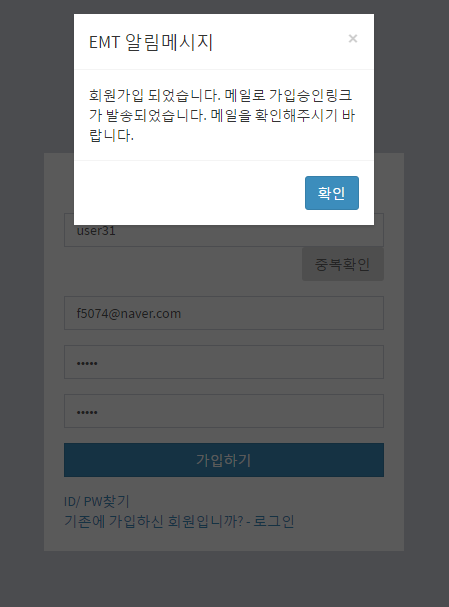 EMT 알림메시지
×
회원가입 되었습니다. 메일로 가입승인링크
가 발송되었습니다. 메일을 확인해주시기 바
랍니다.
확인
user31
중복확인
f5074@naver.com
•••••
•••••
가입하기
ID/ PW찾기
기존에 가입하신 회원입니까? - 로그인